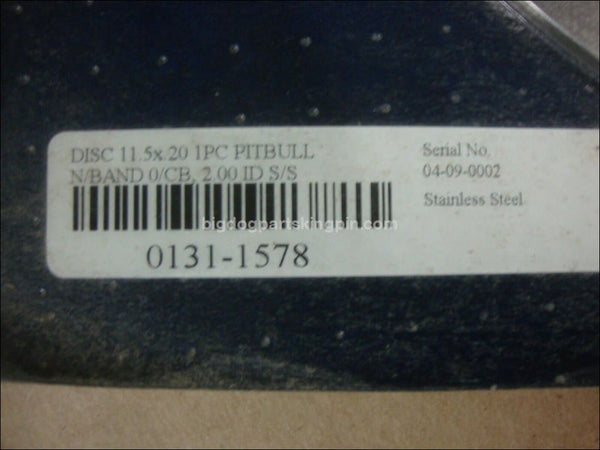 DISC 11.5x.20 1PC PITBULL
N/BAND 0/CB, 2.00 ID S/S
0131-1578
Serial No.
04-09-0002
Stainless Steel
bigdogpartskingpin.com